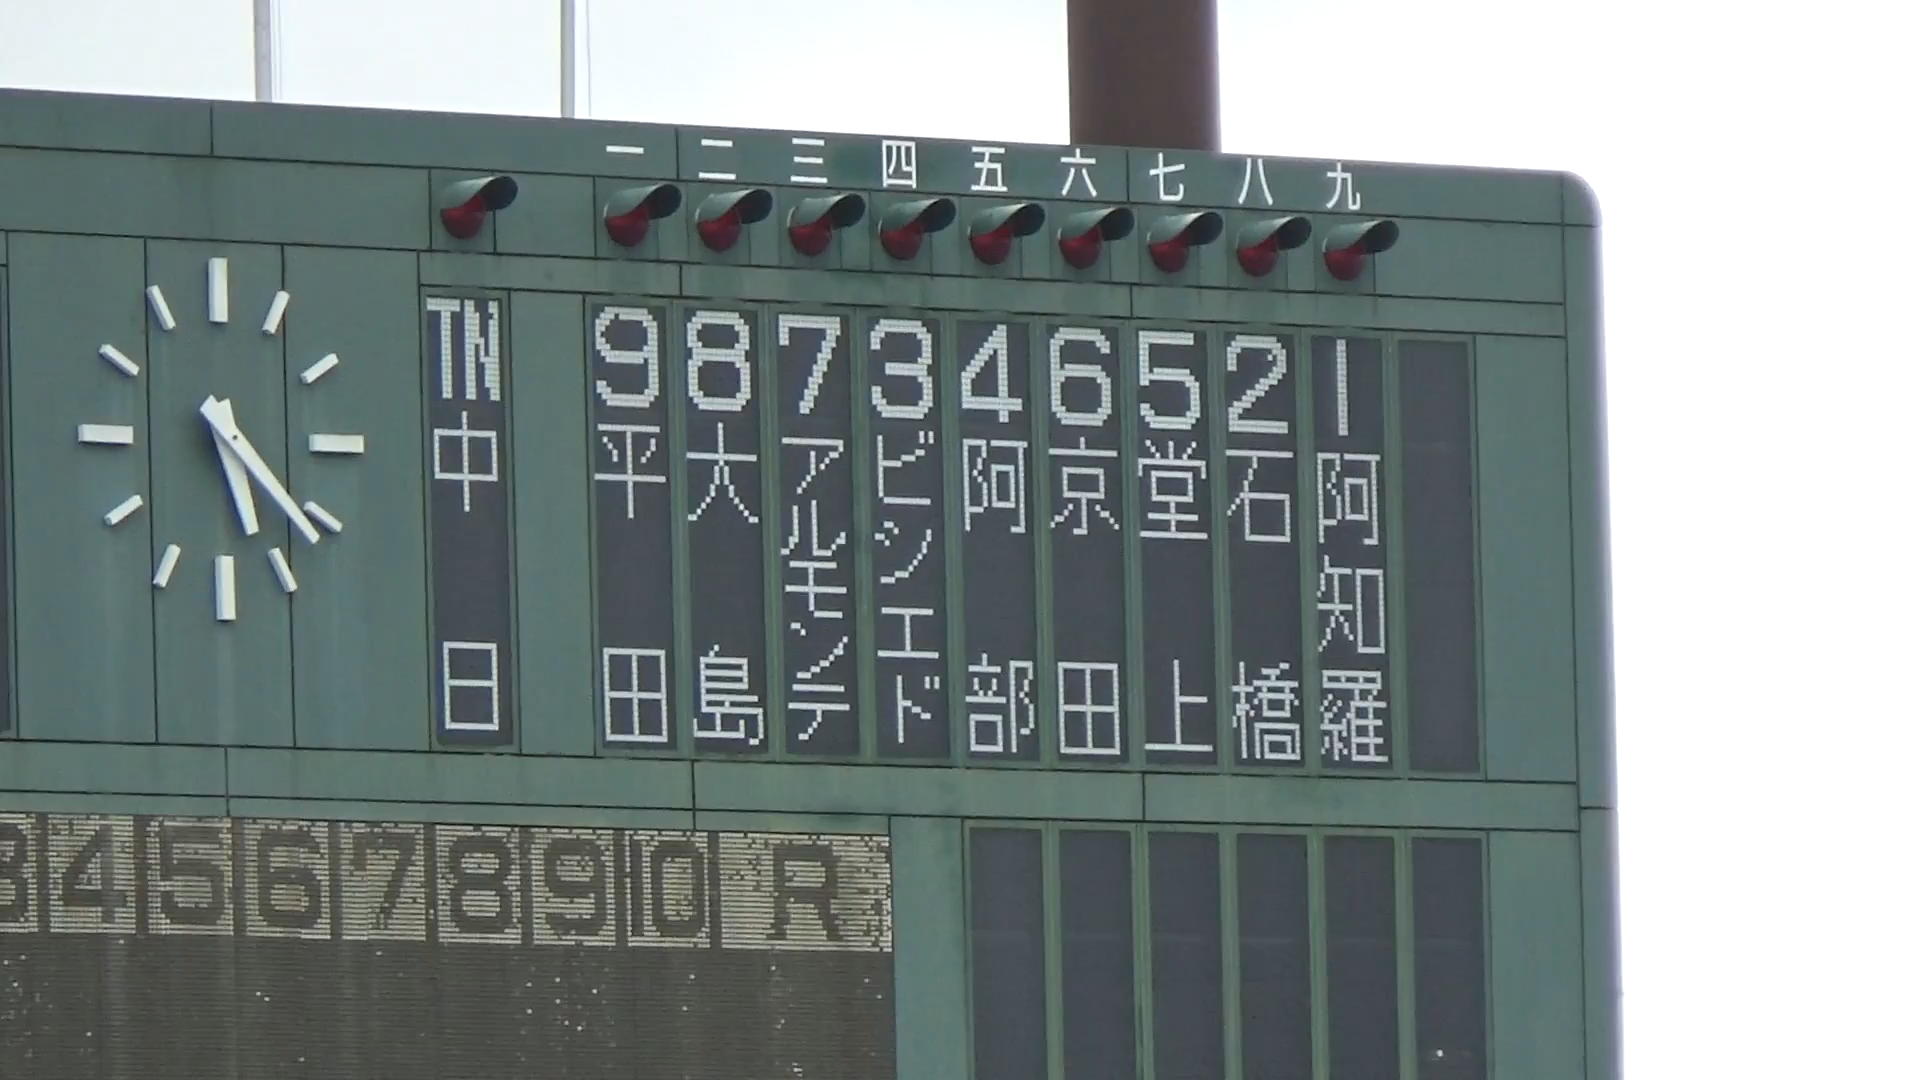 一 二 三 四 五 六 七 八 九
TN 9 8 7 3 4 6 5 2 1
中日
平田
大島
アルモンテ
ビシエド
阿部
京田
堂上
石橋
阿知羅
3 4 5 6 7 8 9 10 R